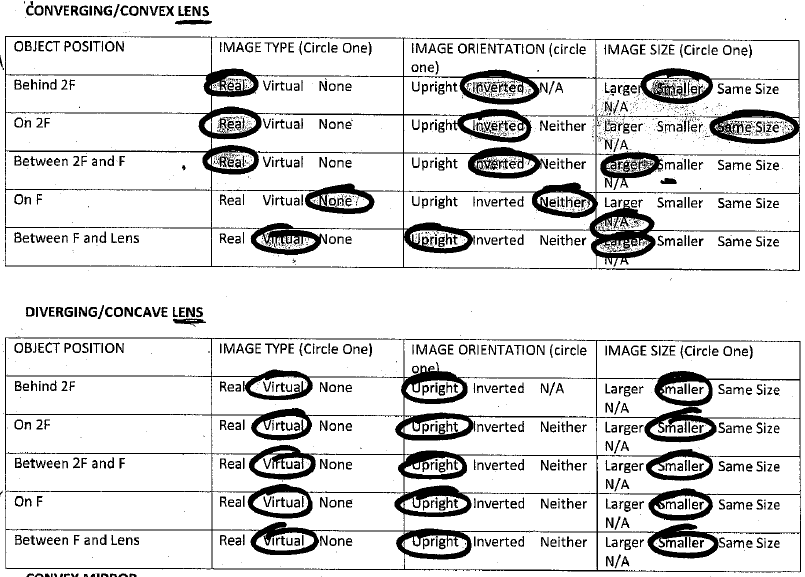 CONVERGING/CONVEX LENS
OBJECT POSITION IMAGE TYPE (Circle One) IMAGE ORIENTATION (circle one) IMAGE SIZE (Circle One)
Behind 2F Real Virtual None Upright Inverted N/A Larger Smaller Same Size
N/A
On 2F Real Virtual None Upright Inverted Neither Larger Smaller Same Size
N/A
Between 2F and F Real Virtual None Upright Inverted Neither Larger Smaller Same Size
N/A
On F Real Virtual None Upright Inverted Neither Larger Smaller Same Size
N/A
Between F and Lens Real Virtual None Upright Inverted Neither Larger Smaller Same Size
N/A
DIVERGING/CONCAVE LENS
OBJECT POSITION IMAGE TYPE (Circle One) IMAGE ORIENTATION (circle one) IMAGE SIZE (Circle One)
Behind 2F Real Virtual None Upright Inverted N/A Larger Smaller Same Size
N/A
On 2F Real Virtual None Upright Inverted Neither Larger Smaller Same Size
N/A
Between 2F and F Real Virtual None Upright Inverted Neither Larger Smaller Same Size
N/A
On F Real Virtual None Upright Inverted Neither Larger Smaller Same Size
N/A
Between F and Lens Real Virtual None Upright Inverted Neither Larger Smaller Same Size
N/A
CONVEX MIRROR